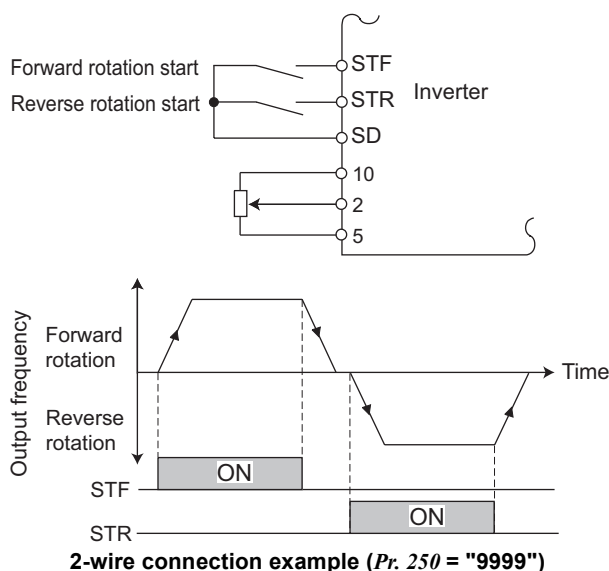 Forward rotation start
STF
Inverter
Reverse rotation start
STR
SD
10
2
5
Output frequency
Forward
rotation
Time
Reverse
rotation
ON
STF
ON
STR
2-wire connection example (Pr. 250 = "9999")